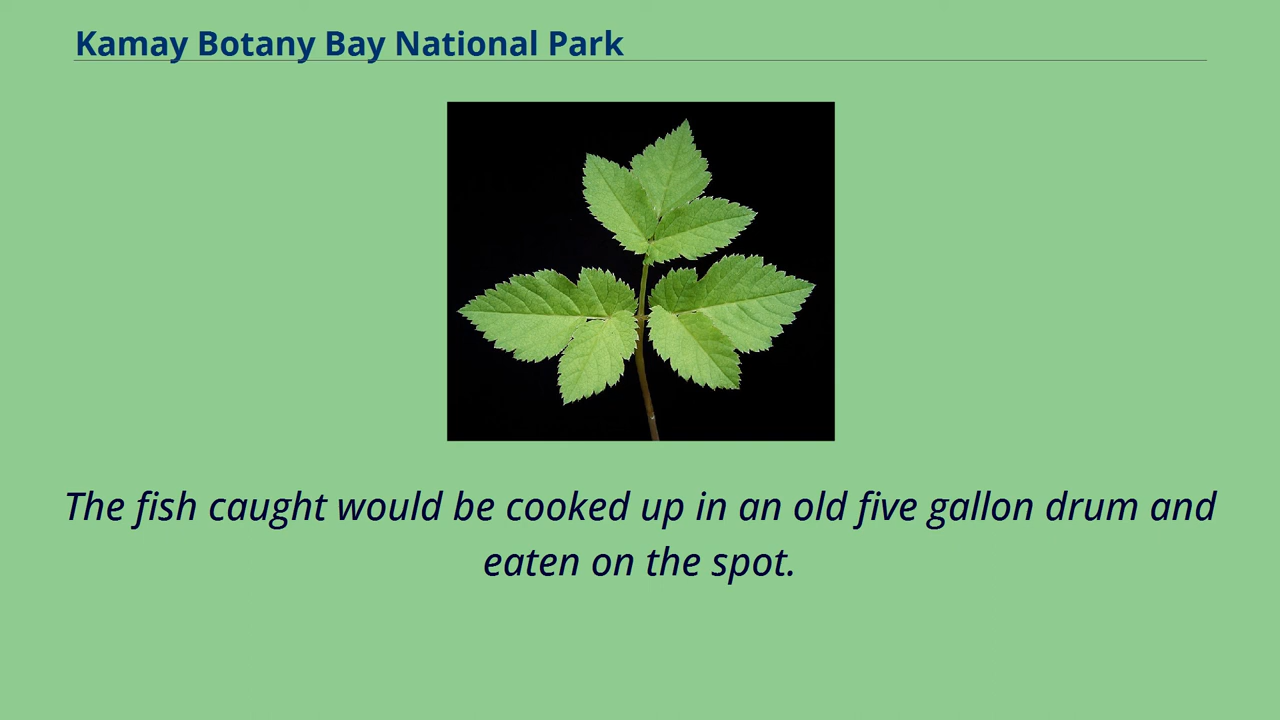 Kamay Botany Bay National Park
The fish caught would be cooked up in an old five gallon drum and
eaten on the spot.